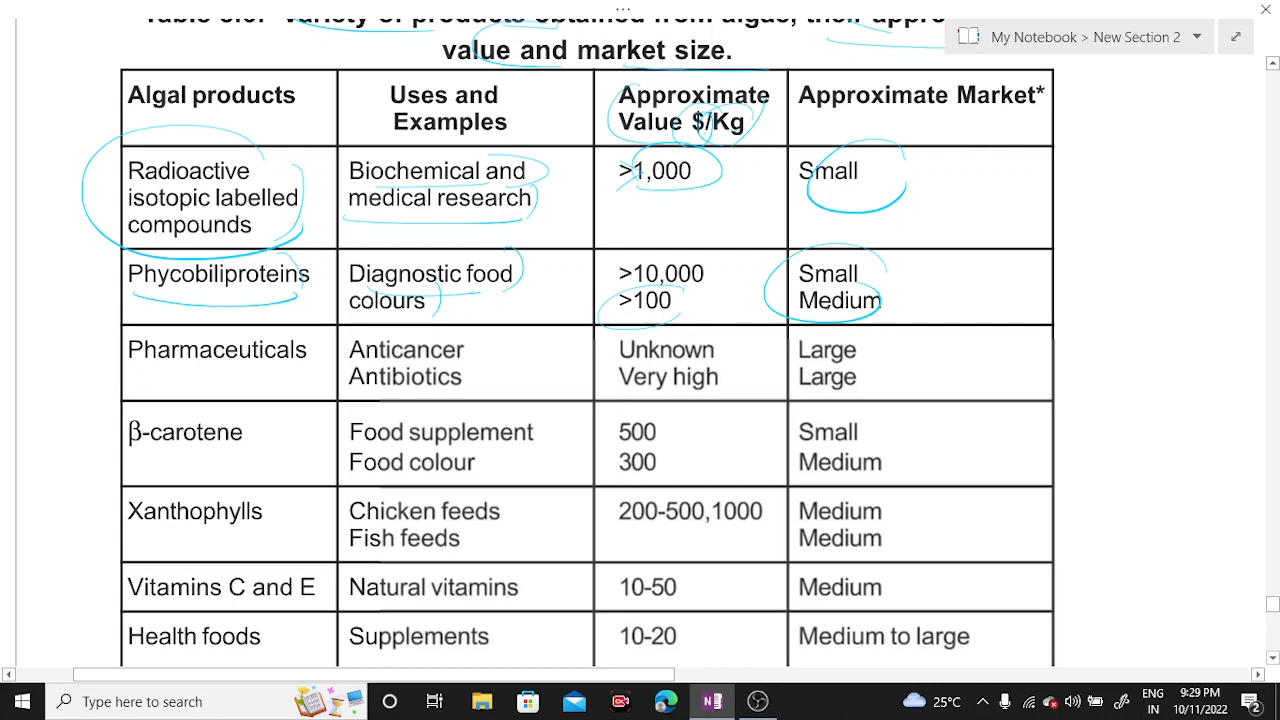 ...
value and market size.
My Notebook > New Section 2
Algal products Uses and Examples Approximate Value $/Kg Approximate Market*
Radioactive isotopic labelled compounds Biochemical and medical research >1,000 Small
Phycobiliproteins Diagnostic food colours >10,000 >100 Small Medium
Pharmaceuticals Anticancer Antibiotics Unknown Very high Large Large
β-carotene Food supplement Food colour 500 300 Small Medium
Xanthophylls Chicken feeds Fish feeds 200-500,1000 Medium Medium
Vitamins C and E Natural vitamins 10-50 Medium
Health foods Supplements 10-20 Medium to large
Type here to search
25°C
ENG
IN
9:29 PM
10/11/2022
2